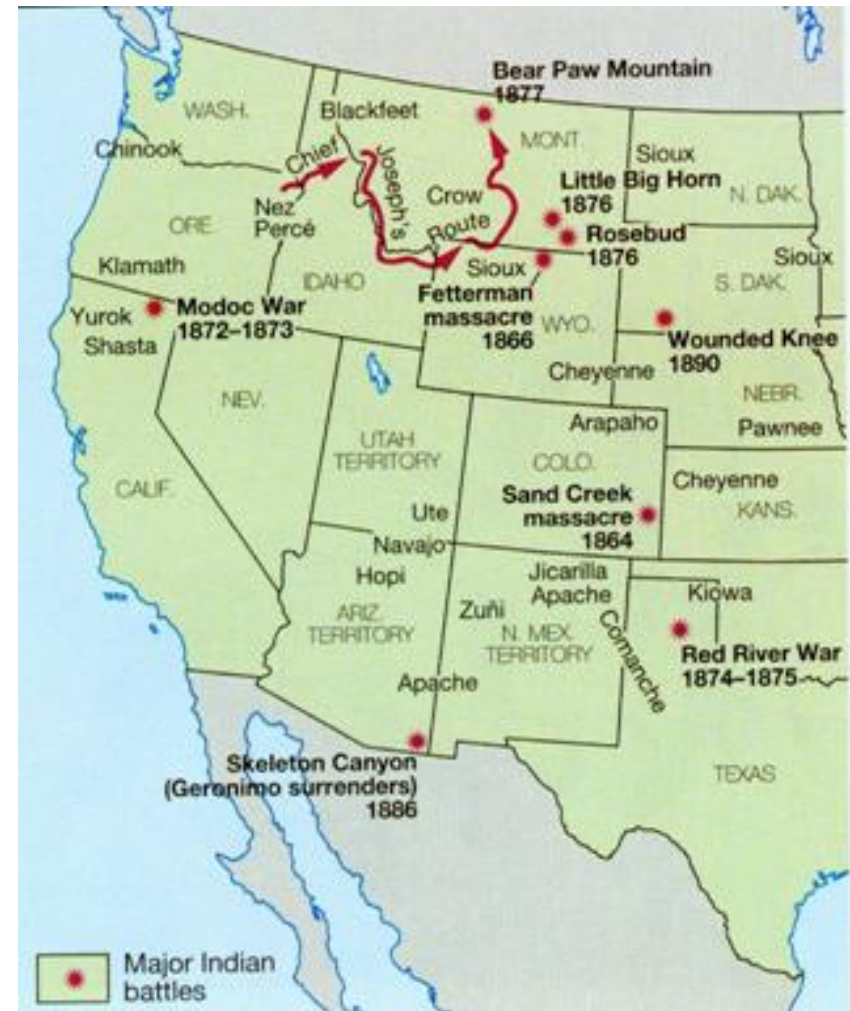 Bear Paw Mountain
1877
WASH.
Blackfeet
MONT.
Chinook
Chief
Joseph's
Route
Sioux
Little Big Horn
1876
N. DAK.
Crow
Nez
Percé
ORE.
Rosebud
1876
Klamath
IDAHO
Sioux
Sioux
S. DAK.
Fetterman
massacre
1866
WYO.
Yurok
Modoc War
1872–1873
Shasta
Wounded Knee
1890
Cheyenne
NEV.
NEBR.
Arapaho
Pawnee
UTAH
TERRITORY
COLO.
Cheyenne
KANS.
CALIF.
Sand Creek
massacre
1864
Ute
Navajo
Hopi
Jicarilla
Apache
Kiowa
ARIZ.
TERRITORY
Zuñi
N. MEX.
TERRITORY
Comanche
Red River War
1874–1875
Apache
Skeleton Canyon
(Geronimo surrenders)
1886
TEXAS
Major Indian
battles